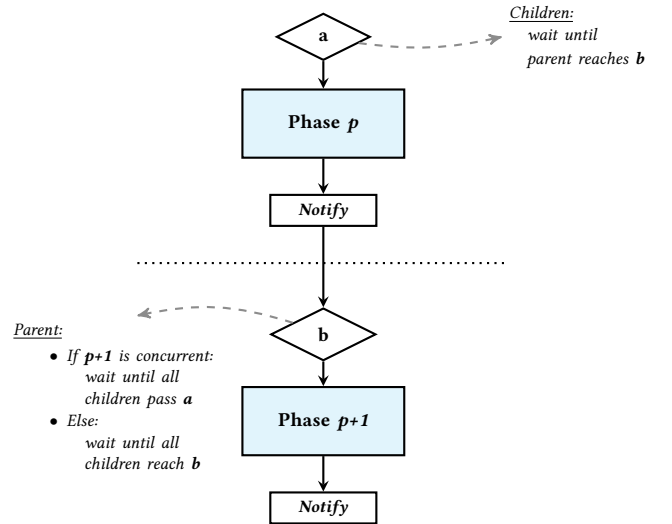 a
Children:
wait until
parent reaches b
Phase p
Notify
b
Parent:
• If p+1 is concurrent:
wait until all
children pass a
• Else:
wait until all
children reach b
Phase p+1
Notify